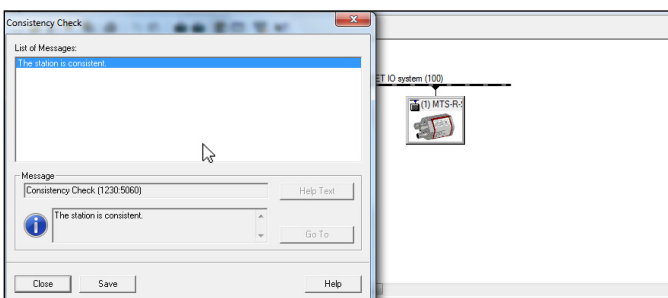 Consistency Check
List of Messages:
The station is consistent.
ET IO system (100)
(1) MTS-R-
Message
Consistency Check (1230:5060)
Help Text
The station is consistent.
Go To
Close
Save
Help